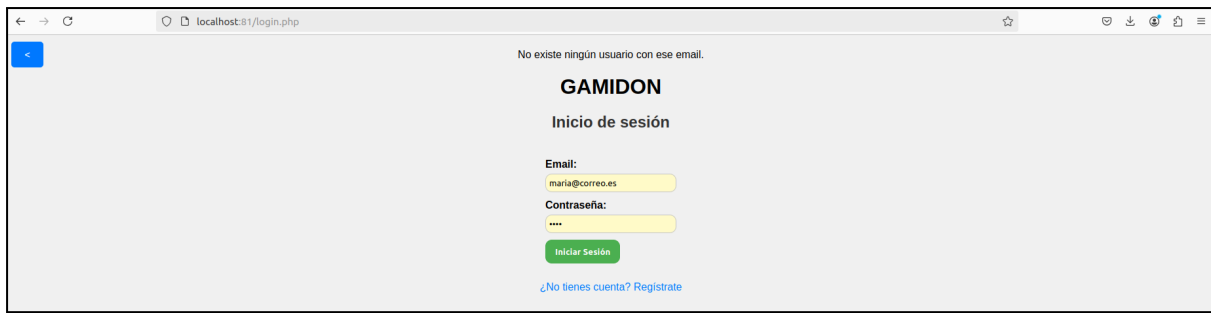 localhost:81/login.php
<
No existe ningún usuario con ese email.
GAMIDON
Inicio de sesión
Email:
maria@correo.es
Contraseña:
••••
Iniciar Sesión
¿No tienes cuenta? Regístrate